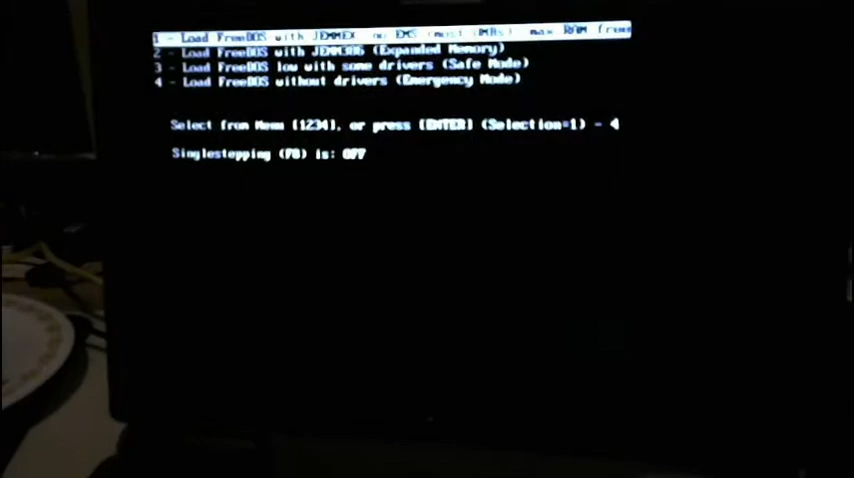 1 - Load FreeDOS with JEMMEX, no EMS (most UMBs), max RAM free
2 - Load FreeDOS with JEMM386 (Expanded Memory)
3 - Load FreeDOS low with some drivers (Safe Mode)
4 - Load FreeDOS without drivers (Emergency Mode)
Select from Menu [1234], or press [ENTER] (Selection=1) - 4
Singlestepping (F8) is: OFF